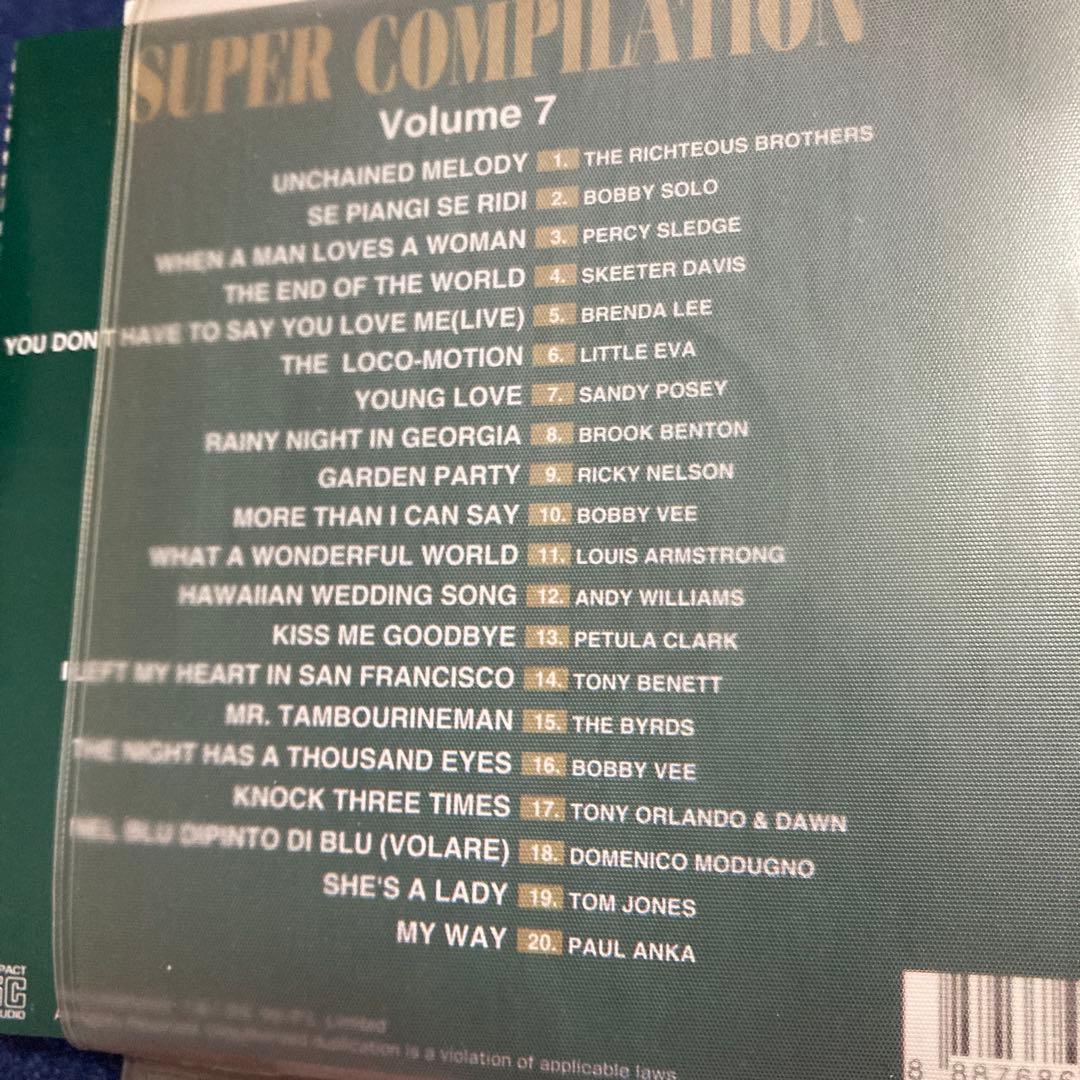 SUPER COMPILATION
Volume 7
UNCHAINED MELODY 1. THE RICHTEOUS BROTHERS
SE PIANGI SE RIDI 2. BOBBY SOLO
WHEN A MAN LOVES A WOMAN 3. PERCY SLEDGE
THE END OF THE WORLD 4. SKEETER DAVIS
YOU DON'T HAVE TO SAY YOU LOVE ME(LIVE) 5. BRENDA LEE
THE LOCO-MOTION 6. LITTLE EVA
YOUNG LOVE 7. SANDY POSEY
RAINY NIGHT IN GEORGIA 8. BROOK BENTON
GARDEN PARTY 9. RICKY NELSON
MORE THAN I CAN SAY 10. BOBBY VEE
WHAT A WONDERFUL WORLD 11. LOUIS ARMSTRONG
HAWAIIAN WEDDING SONG 12. ANDY WILLIAMS
KISS ME GOODBYE 13. PETULA CLARK
I LEFT MY HEART IN SAN FRANCISCO 14. TONY BENETT
MR. TAMBOURINEMAN 15. THE BYRDS
THE NIGHT HAS A THOUSAND EYES 16. BOBBY VEE
KNOCK THREE TIMES 17. TONY ORLANDO & DAWN
NEL BLU DIPINTO DI BLU (VOLARE) 18. DOMENICO MODUGNO
SHE'S A LADY 19. TOM JONES
MY WAY 20. PAUL ANKA
Limited
is a violation of applicable laws